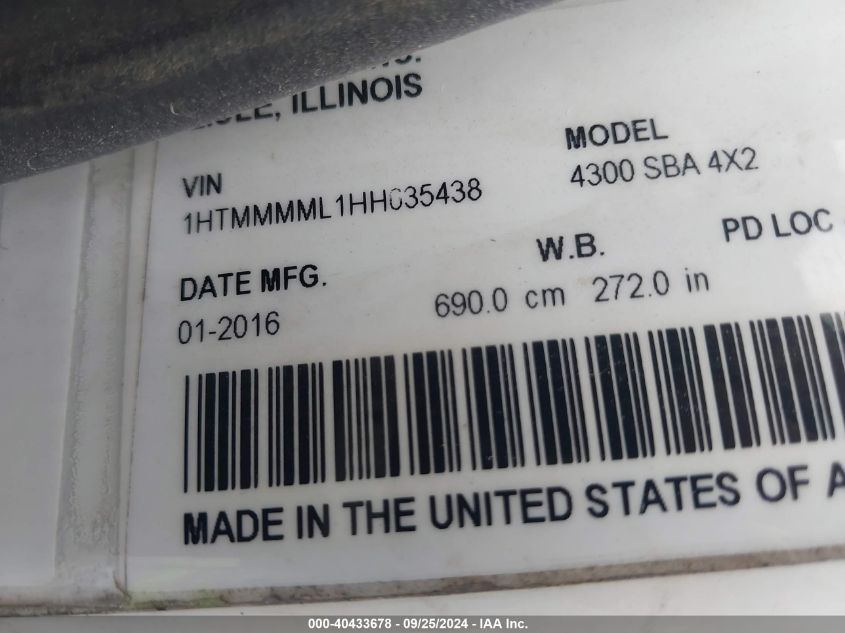 ILLINOIS
VIN
1HTMMMML1HH035438
MODEL
4300 SBA 4X2
DATE MFG.
01-2016
W.B.
690.0 cm 272.0 in
PD LOC
MADE IN THE UNITED STATES OF A
000-40433678 - 09/25/2024 - IAA Inc.